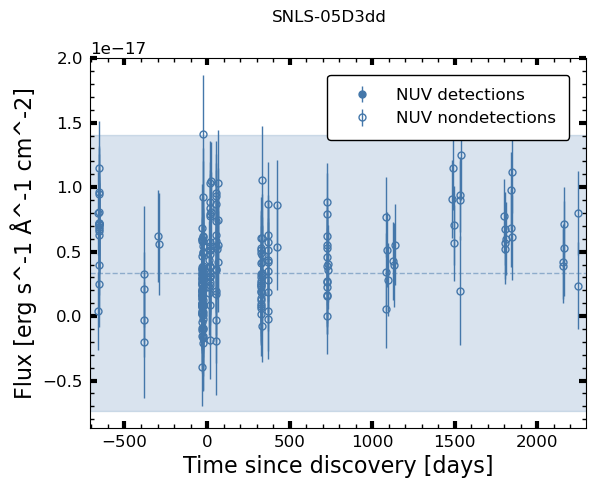 SNLS-05D3dd
1e−17
NUV detections
NUV nondetections
2.0
1.5
1.0
0.5
0.0
−0.5
Flux [erg s^-1 Å^-1 cm^-2]
−500 0 500 1000 1500 2000
Time since discovery [days]